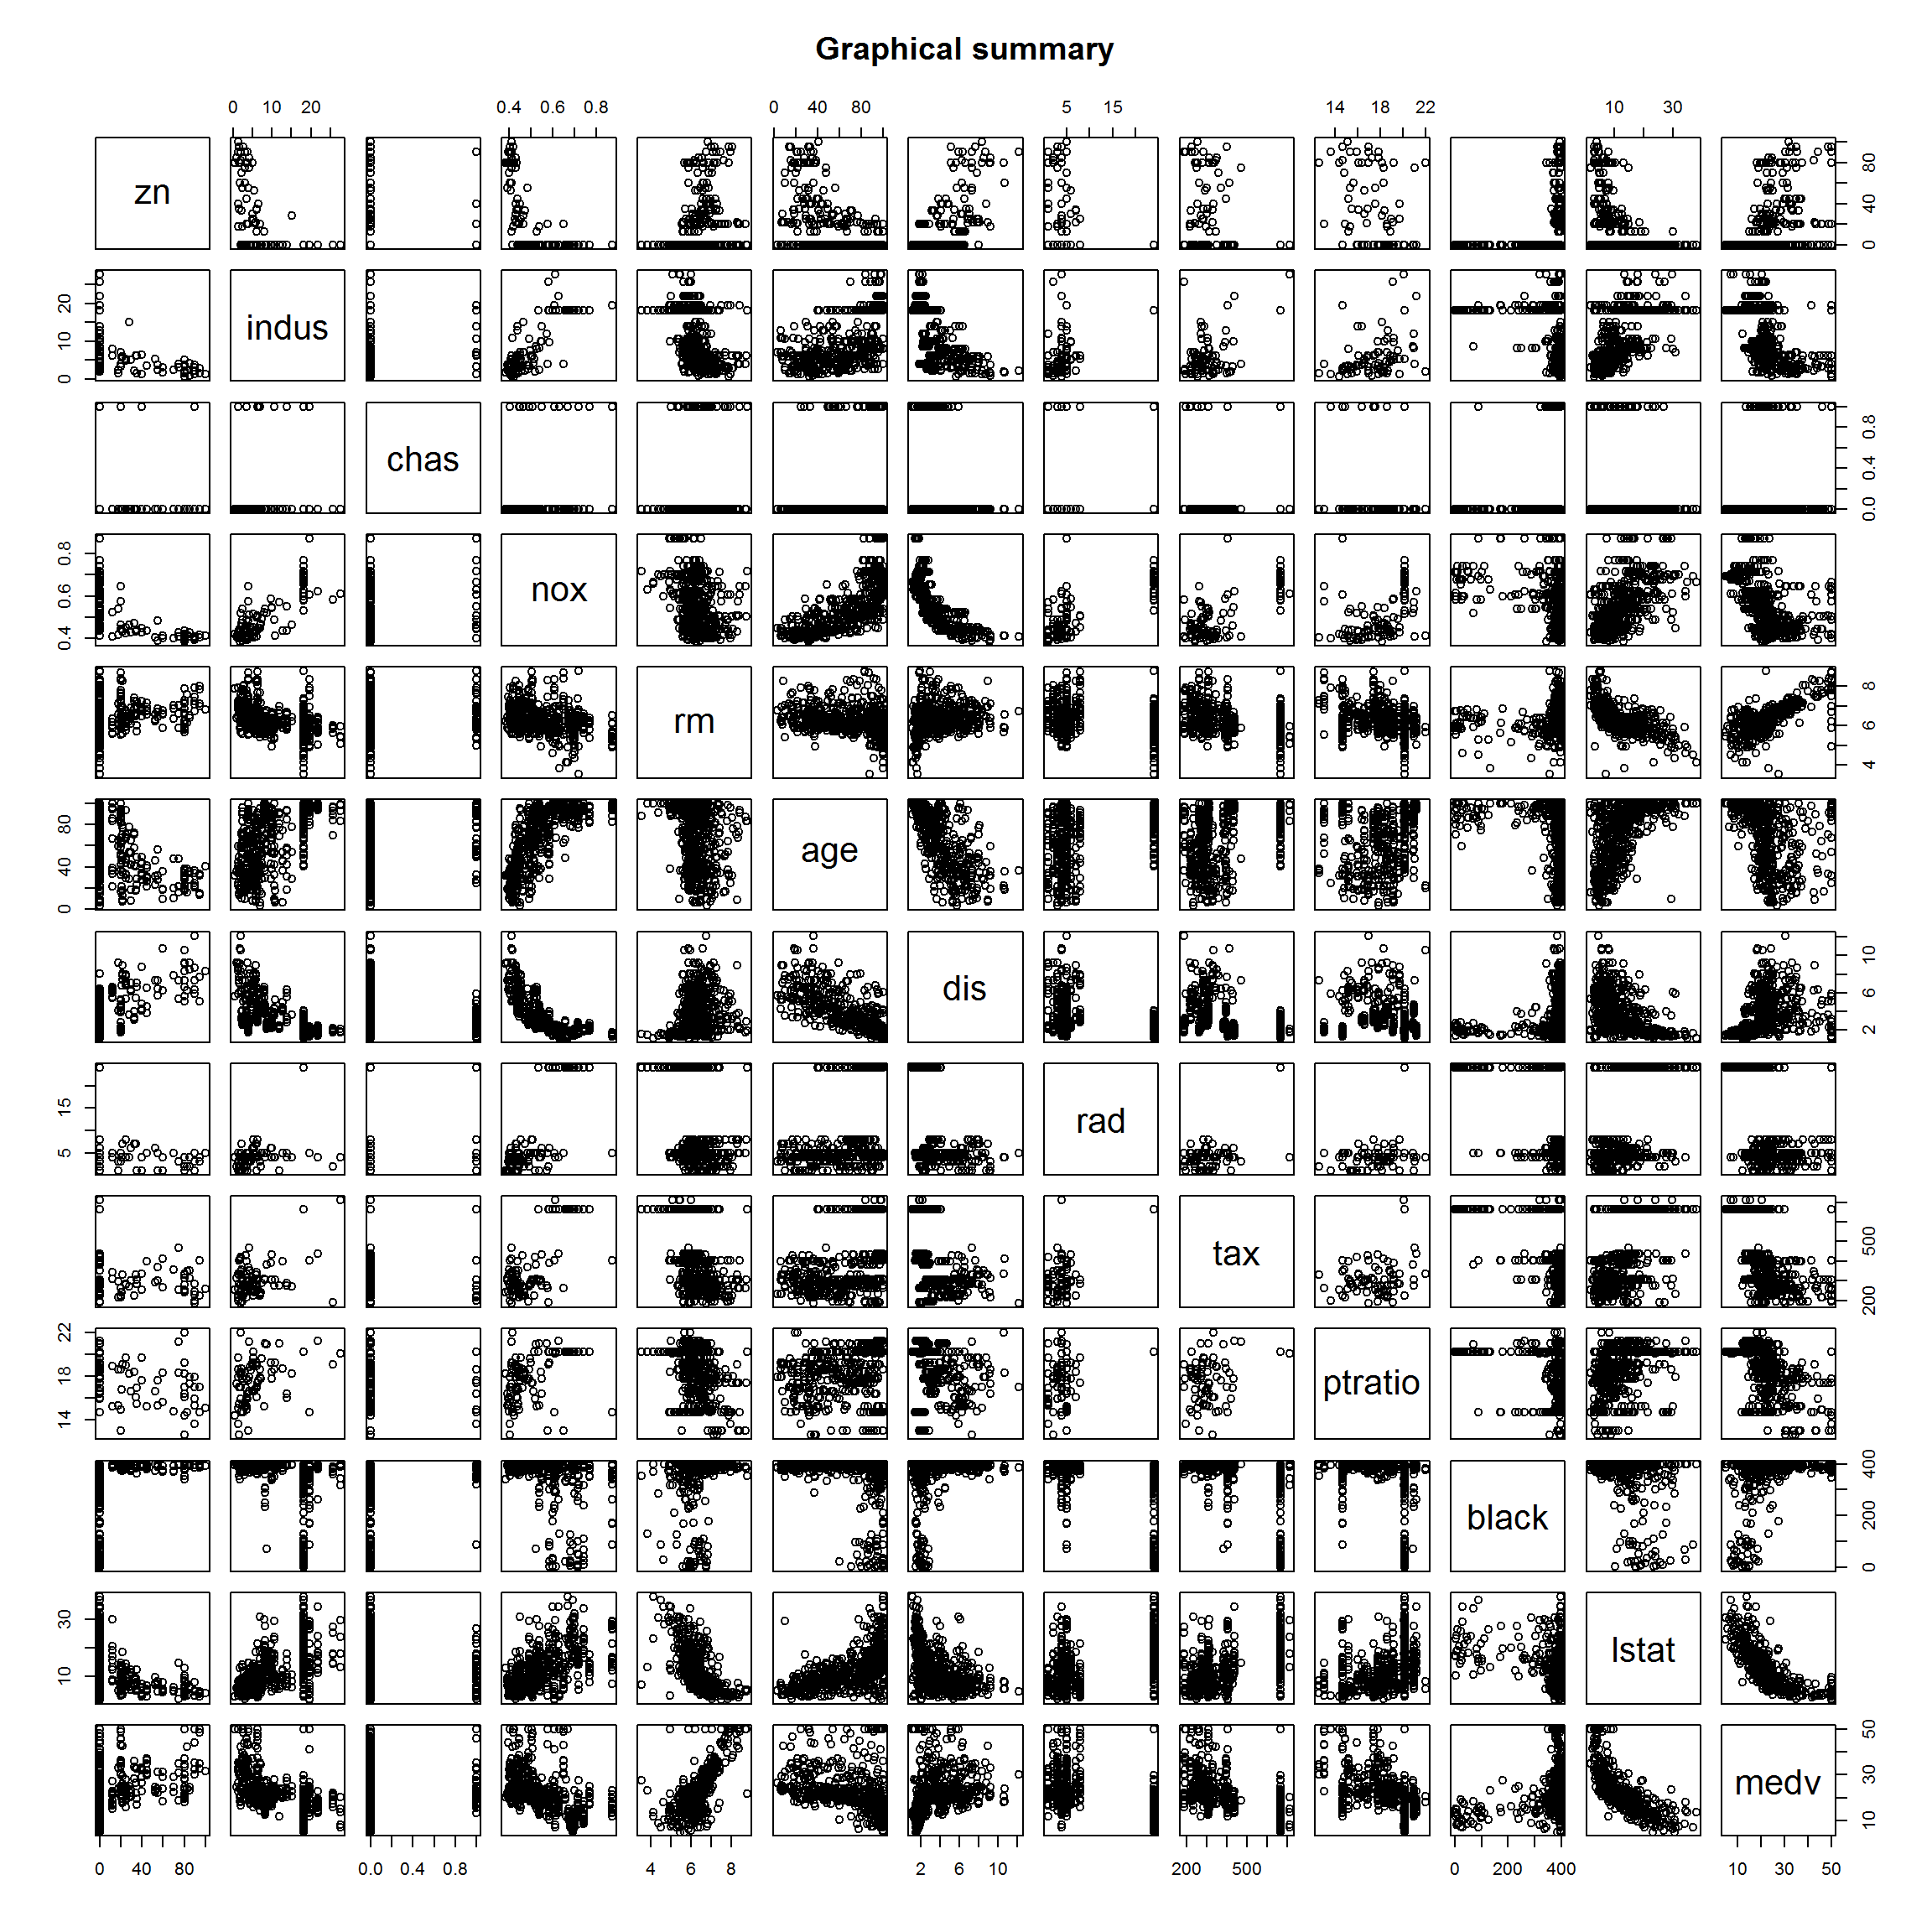 Graphical summary
0 10 20 0.4 0.6 0.8 0 40 80 5 15 14 18 22 10 30
zn
0 40 80
indus
0 10 20
chas
0.0 0.4 0.8
nox
0.4 0.6 0.8
rm
4 6 8
age
0 40 80
dis
2 6 10
rad
5 15
tax
200 500
ptratio
14 18 22
black
0 200 400
lstat
10 30
medv
10 30 50
0 40 80 0.0 0.4 0.8 4 6 8 2 6 10 200 500 0 200 400 10 30 50